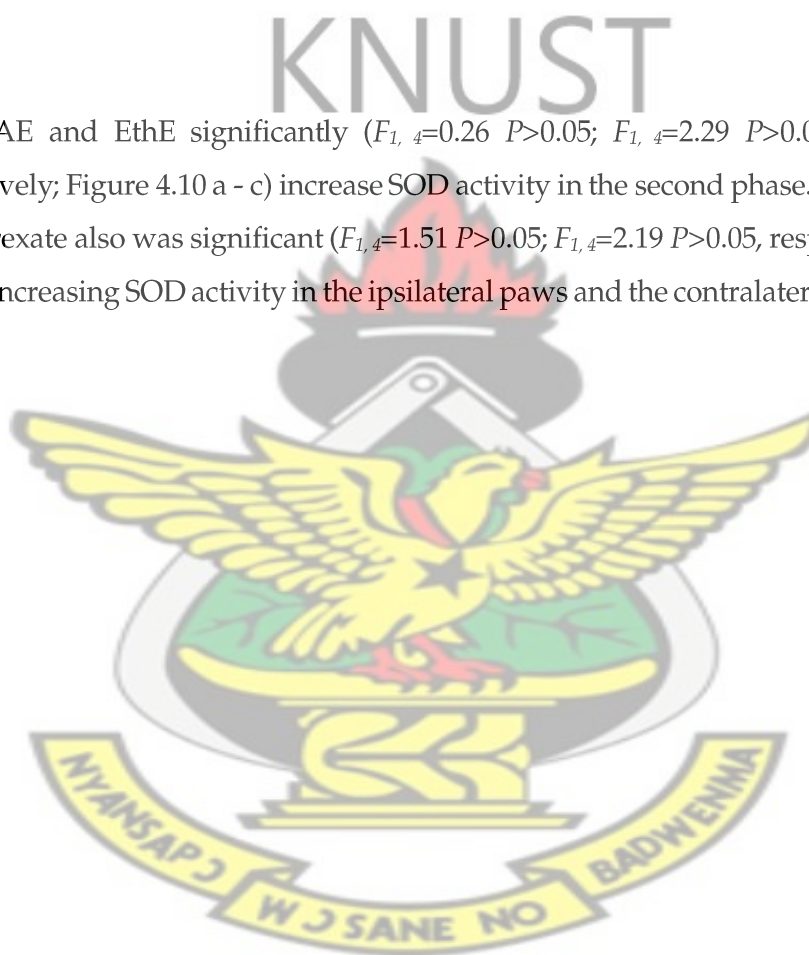 KNUST
AE and EthE significantly (F1, 4=0.26 P>0.05; F1, 4=2.29 P>0.0
vely; Figure 4.10 a - c) increase SOD activity in the second phase.
rexate also was significant (F1, 4=1.51 P>0.05; F1, 4=2.19 P>0.05, resp
ncreasing SOD activity in the ipsilateral paws and the contralater
NYANSAPƆ
WƆSANE NO
BADWENMA